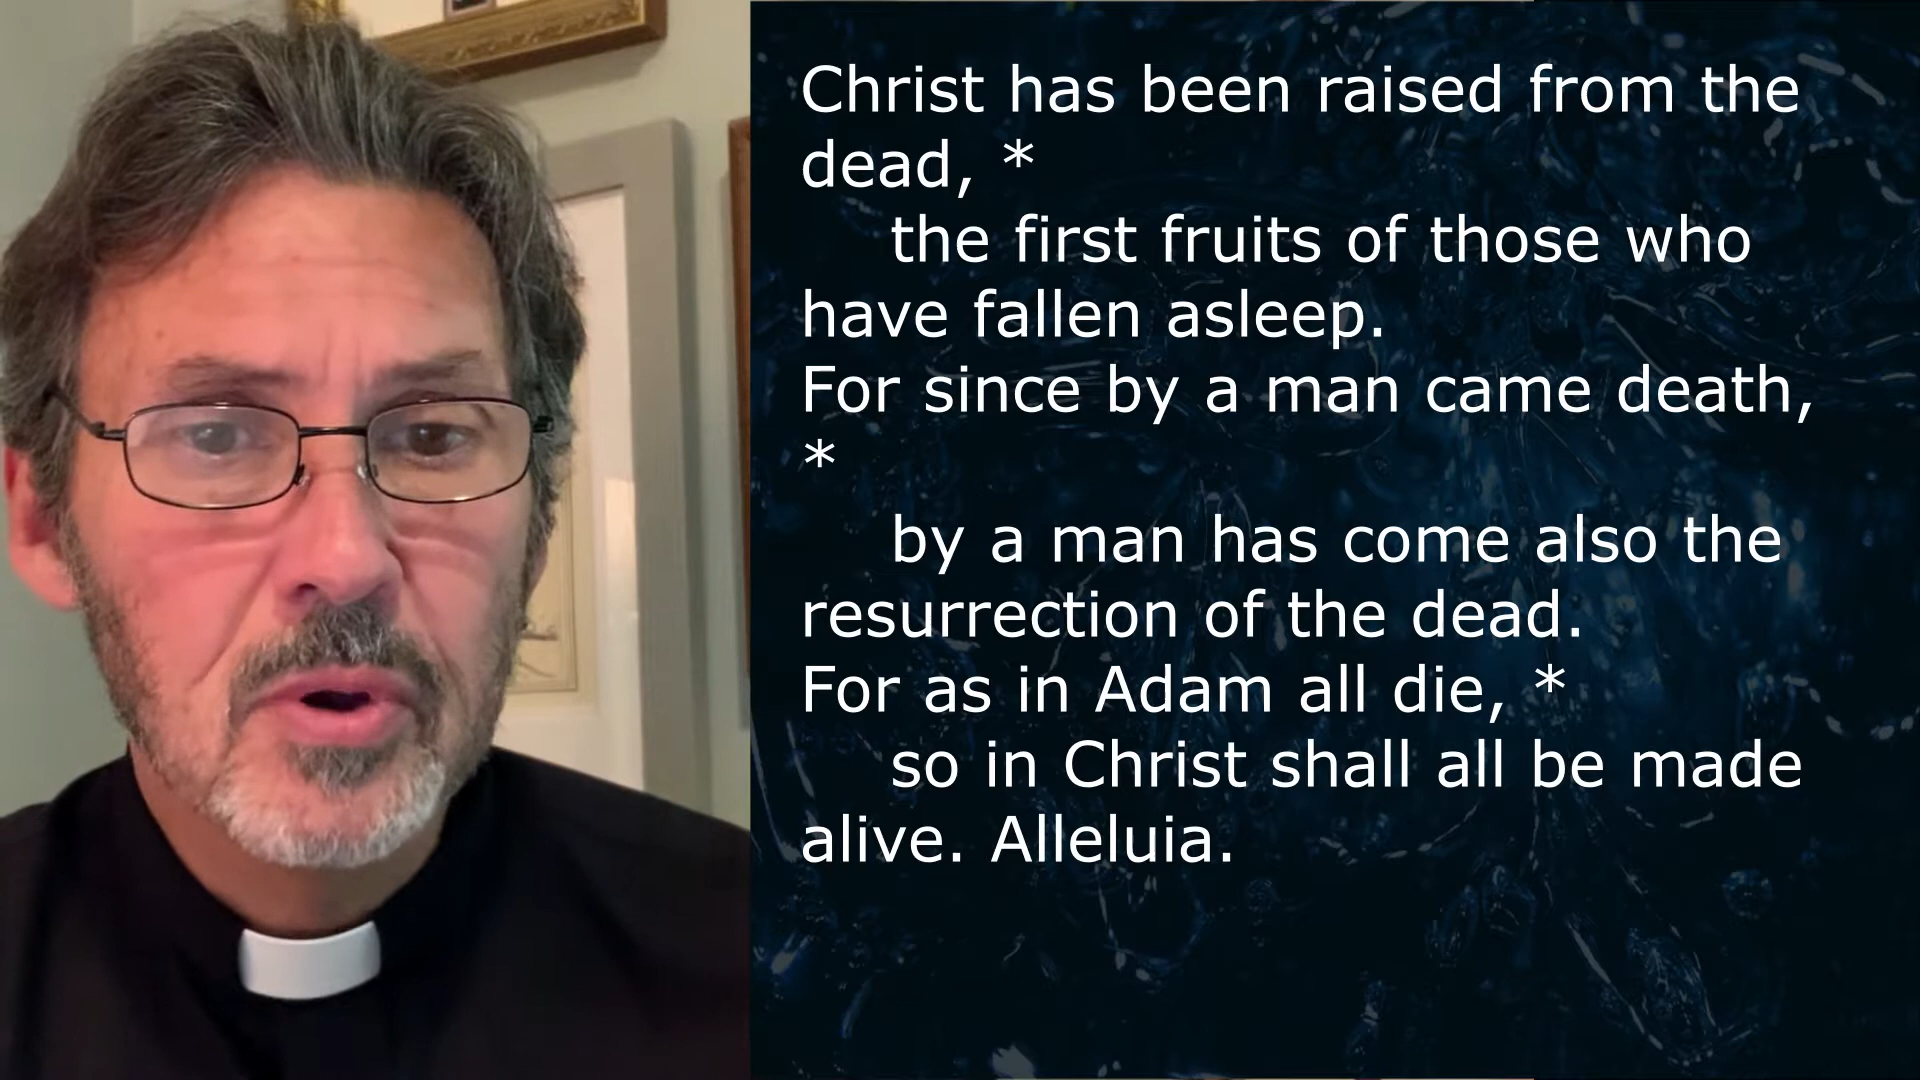 Christ has been raised from the
dead, *
the first fruits of those who
have fallen asleep.
For since by a man came death,
*
by a man has come also the
resurrection of the dead.
For as in Adam all die, *
so in Christ shall all be made
alive. Alleluia.